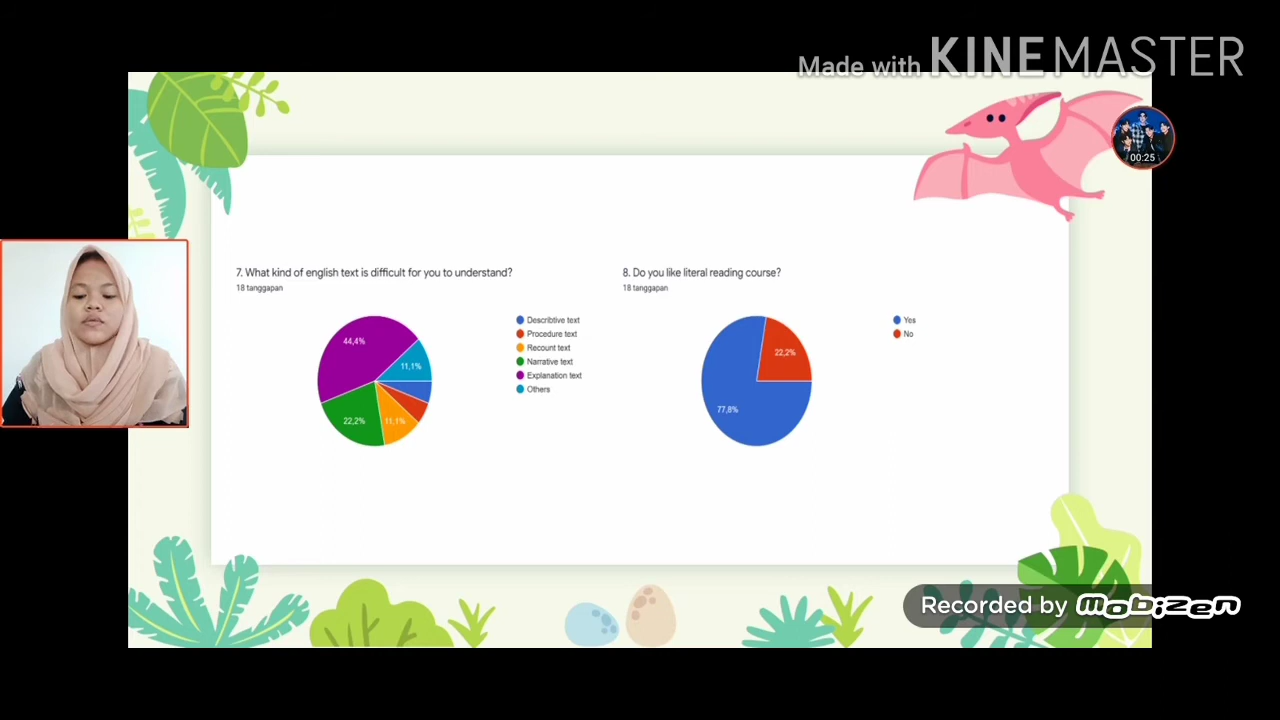 Made with KINEMASTER
00:25
7. What kind of english text is difficult for you to understand?
18 tanggapan
44,4%
11,1%
22,2%
11,1%
Describtive text
Procedure text
Recount text
Narrative text
Explanation text
Others
8. Do you like literal reading course?
18 tanggapan
22,2%
77,8%
Yes
No
Recorded by mobizen